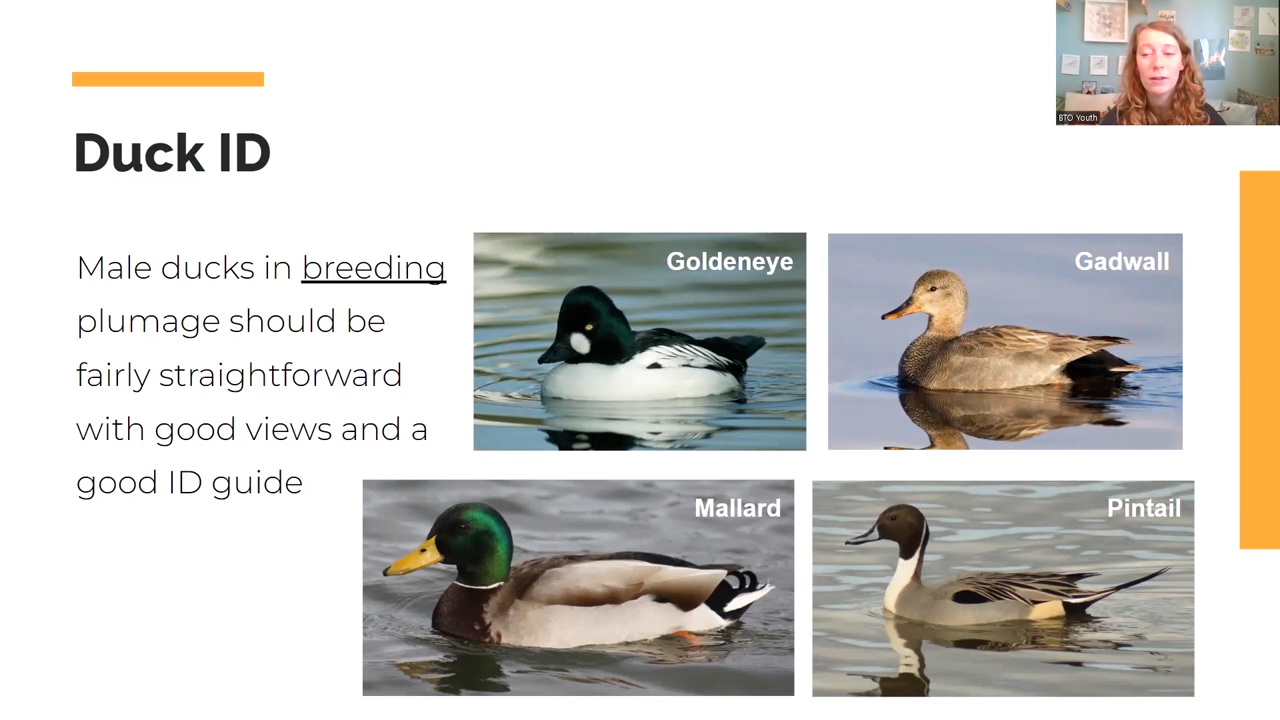 BTO Youth
Duck ID
Male ducks in breeding
plumage should be
fairly straightforward
with good views and a
good ID guide
Goldeneye
Gadwall
Mallard
Pintail